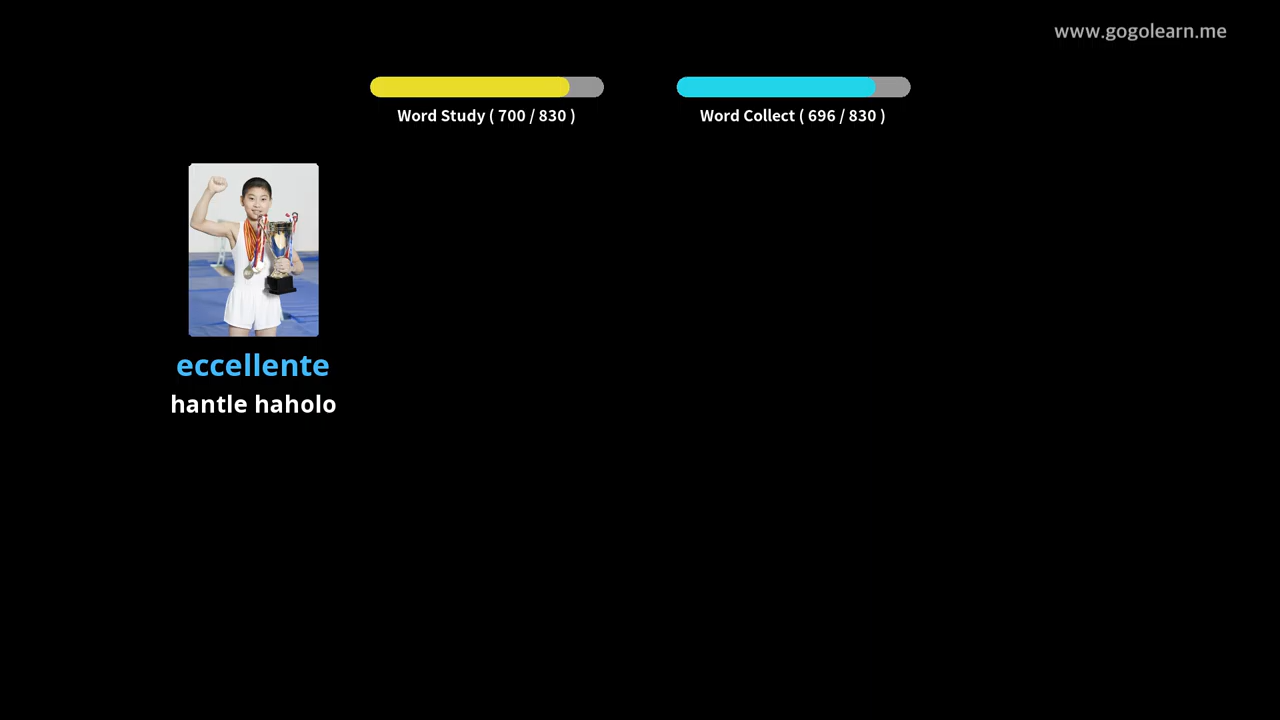 www.gogolearn.me
Word Study ( 700 / 830 )
Word Collect ( 696 / 830 )
eccellente
hantle haholo